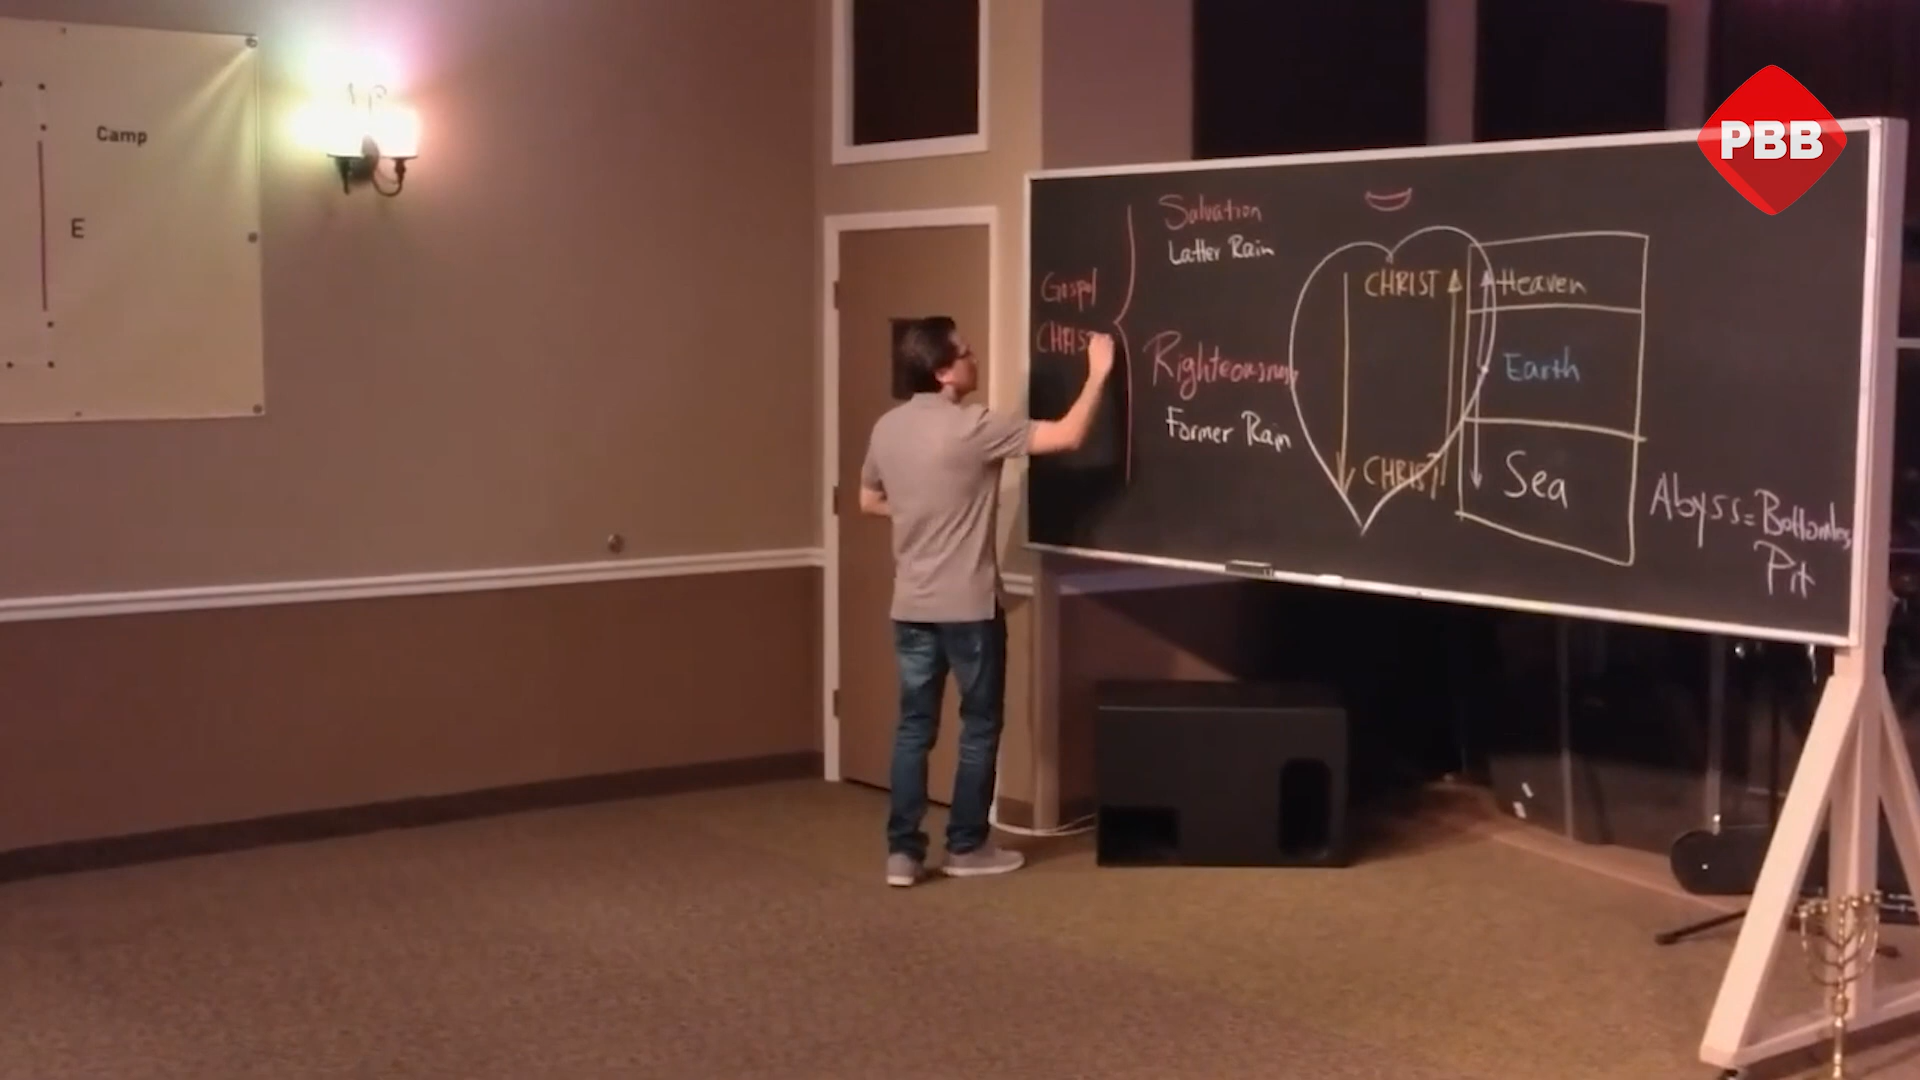 Camp
E
PBB
Salvation
Latter Rain
Gospel
CHRIST
Righteousness
Former Rain
CHRIST
CHRIST
Heaven
Earth
Sea
Abyss = Bottomless
Pit